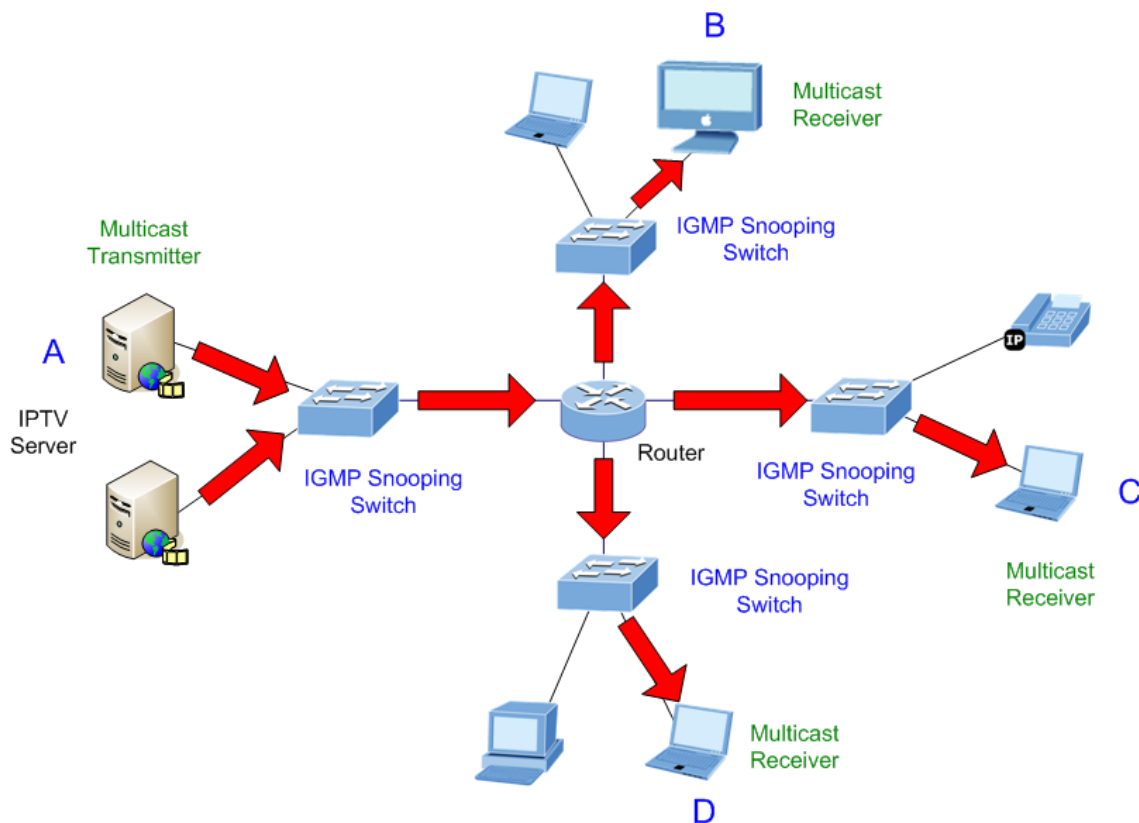 B
Multicast
Receiver
IGMP Snooping
Switch
Multicast
Transmitter
A
IPTV
Server
IGMP Snooping
Switch
Router
IP
IGMP Snooping
Switch
C
Multicast
Receiver
IGMP Snooping
Switch
Multicast
Receiver
D